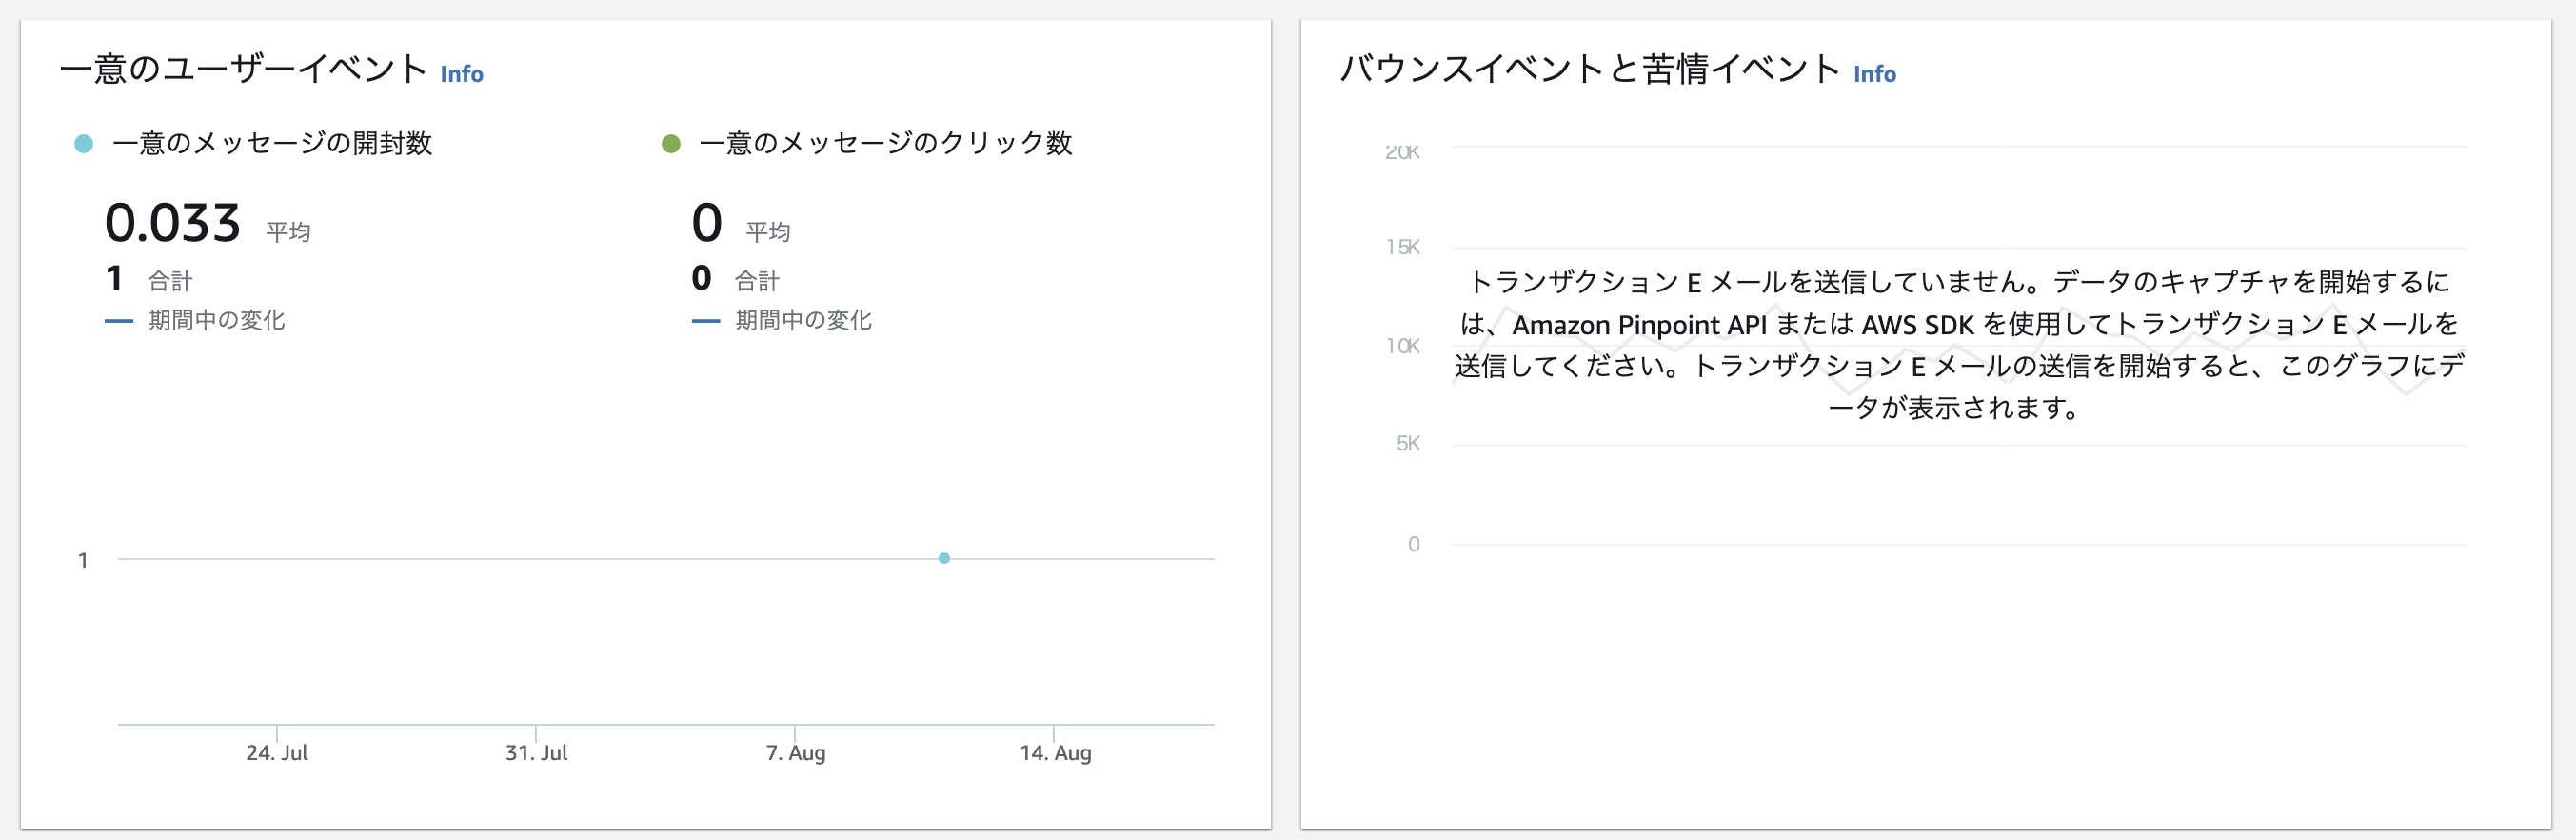 一意のユーザーイベント Info
一意のメッセージの開封数
0.033 平均
1 合計
期間中の変化
一意のメッセージのクリック数
0 平均
0 合計
期間中の変化
1
24. Jul
31. Jul
7. Aug
14. Aug
バウンスイベントと苦情イベント Info
20K
15K
10K
5K
0
トランザクション E メールを送信していません。データのキャプチャを開始するに
は、Amazon Pinpoint API または AWS SDK を使用してトランザクション E メールを
送信してください。トランザクション E メールの送信を開始すると、このグラフにデ
ータが表示されます。